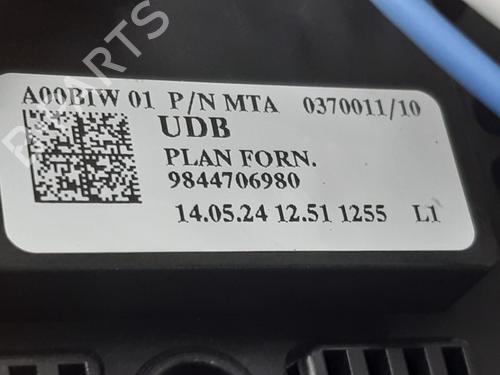 A00BIW 01 P/N MTA 0370011/10
UDB
PLAN FORN.
9844706980
14.05.24 12.51 1255 L1